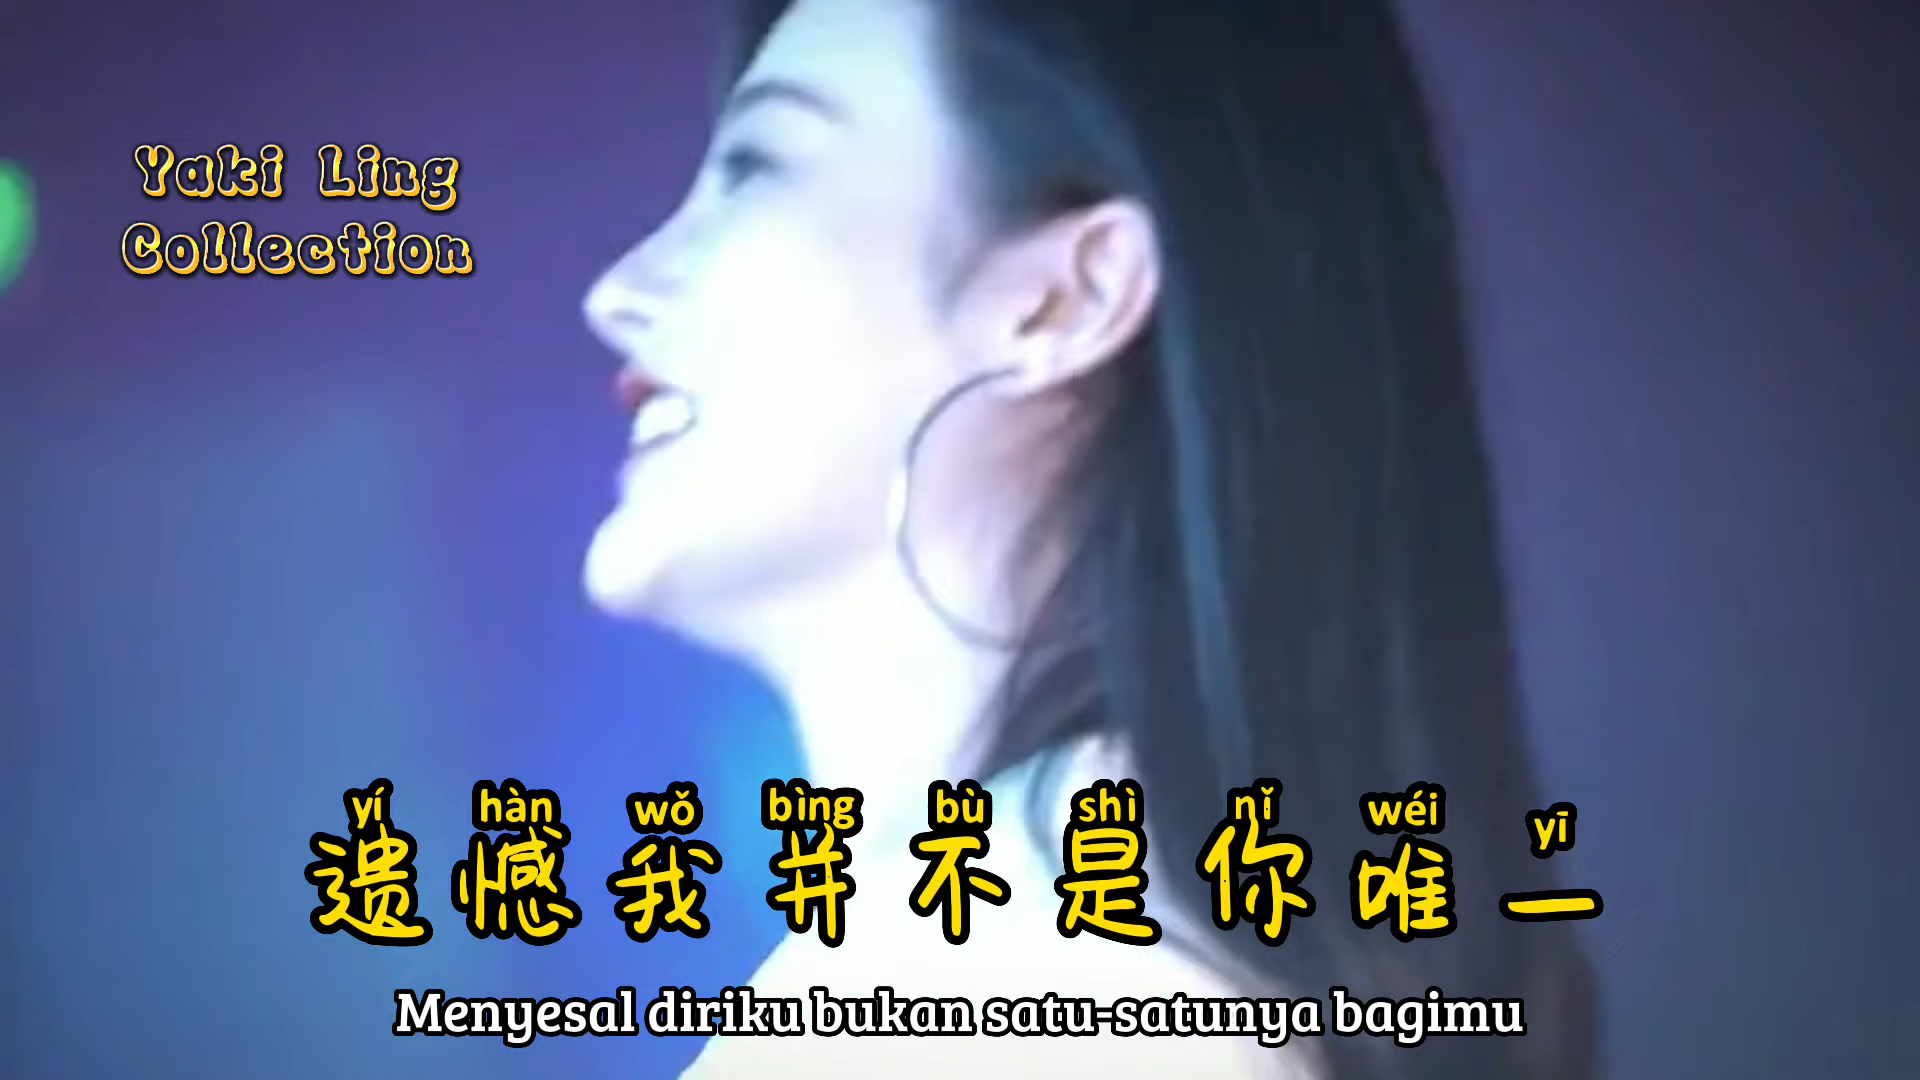 Yaki Ling
Collection
yí hàn wǒ bìng bù shì nǐ wéi yī
遗憾我并不是你唯一
Menyesal diriku bukan satu-satunya bagimu